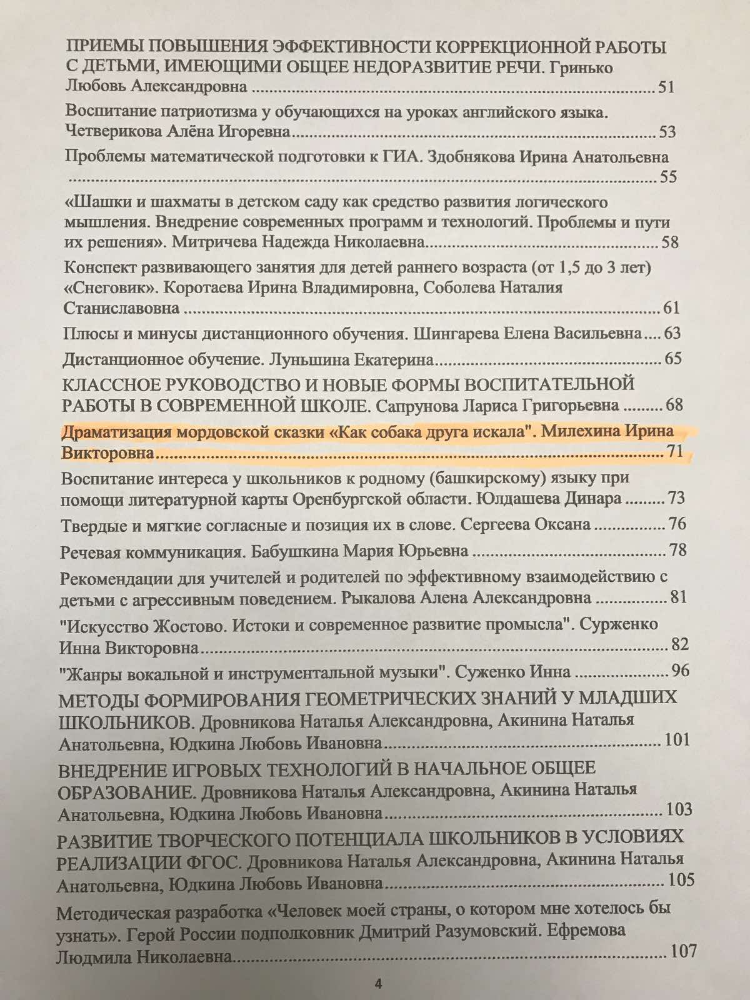 ПРИЕМЫ ПОВЫШЕНИЯ ЭФФЕКТИВНОСТИ КОРРЕКЦИОННОЙ РАБОТЫ
С ДЕТЬМИ, ИМЕЮЩИМИ ОБЩЕЕ НЕДОРАЗВИТИЕ РЕЧИ. Гринько
Любовь Александровна ........................................................................ 51
Воспитание патриотизма у обучающихся на уроках английского языка.
Четверикова Алёна Игоревна................................................................ 53
Проблемы математической подготовки к ГИА. Здобнякова Ирина Анатольевна
........................................................................................................ 55
«Шашки и шахматы в детском саду как средство развития логического
мышления. Внедрение современных программ и технологий. Проблемы и пути
их решения». Митричева Надежда Николаевна........................................ 58
Конспект развивающего занятия для детей раннего возраста (от 1,5 до 3 лет)
«Снеговик». Коротаева Ирина Владимировна, Соболева Наталия
Станиславовна .................................................................................... 61
Плюсы и минусы дистанционного обучения. Шингарева Елена Васильевна.... 63
Дистанционное обучение. Луньшина Екатерина........................................ 65
КЛАССНОЕ РУКОВОДСТВО И НОВЫЕ ФОРМЫ ВОСПИТАТЕЛЬНОЙ
РАБОТЫ В СОВРЕМЕННОЙ ШКОЛЕ. Сапрунова Лариса Григорьевна ......... 68
Драматизация мордовской сказки «Как собака друга искала". Милехина Ирина
Викторовна.......................................................................................... 71
Воспитание интереса у школьников к родному (башкирскому) языку при
помощи литературной карты Оренбургской области. Юлдашева Динара ......... 73
Твердые и мягкие согласные и позиция их в слове. Сергеева Оксана ................ 76
Речевая коммуникация. Бабушкина Мария Юрьевна ................................... 78
Рекомендации для учителей и родителей по эффективному взаимодействию с
детьми с агрессивным поведением. Рыкалова Алена Александровна ................ 81
"Искусство Жостово. Истоки и современное развитие промысла". Сурженко
Инна Викторовна.................................................................................. 82
"Жанры вокальной и инструментальной музыки". Суженко Инна ..................... 96
МЕТОДЫ ФОРМИРОВАНИЯ ГЕОМЕТРИЧЕСКИХ ЗНАНИЙ У МЛАДШИХ
ШКОЛЬНИКОВ. Дровникова Наталья Александровна, Акинина Наталья
Анатольевна, Юдкина Любовь Ивановна.................................................. 101
ВНЕДРЕНИЕ ИГРОВЫХ ТЕХНОЛОГИЙ В НАЧАЛЬНОЕ ОБЩЕЕ
ОБРАЗОВАНИЕ. Дровникова Наталья Александровна, Акинина Наталья
Анатольевна, Юдкина Любовь Ивановна.................................................. 103
РАЗВИТИЕ ТВОРЧЕСКОГО ПОТЕНЦИАЛА ШКОЛЬНИКОВ В УСЛОВИЯХ
РЕАЛИЗАЦИИ ФГОС. Дровникова Наталья Александровна, Акинина Наталья
Анатольевна, Юдкина Любовь Ивановна.................................................. 105
Методическая разработка «Человек моей страны, о котором мне хотелось бы
узнать». Герой России подполковник Дмитрий Разумовский. Ефремова
Людмила Николаевна............................................................................ 107
4